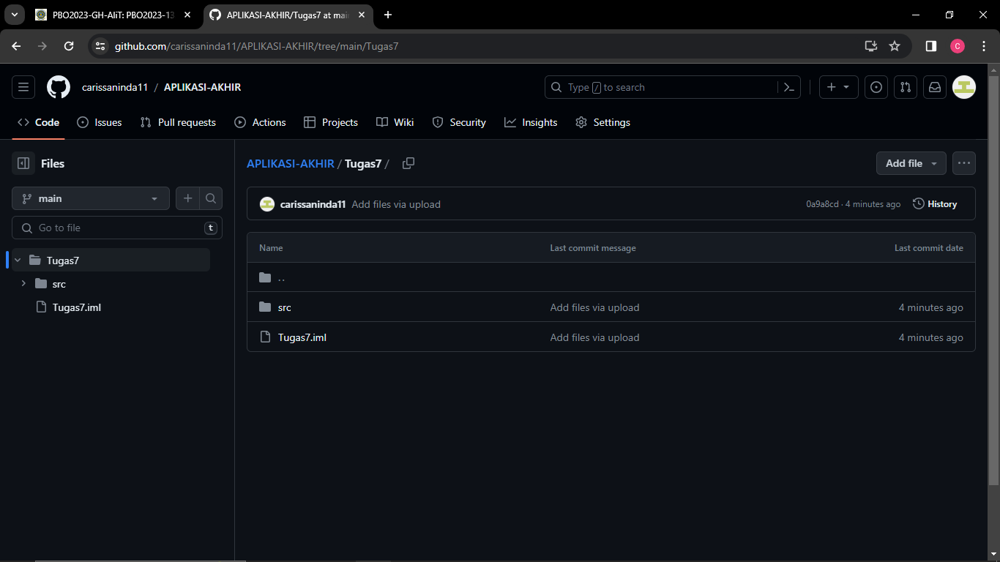 PBO2023-GH-AliT: PBO2023-13
APLIKASI-AKHIR/Tugas7 at mai
github.com/carissaninda11/APLIKASI-AKHIR/tree/main/Tugas7
C
carissaninda11 / APLIKASI-AKHIR
Type / to search
Code Issues Pull requests Actions Projects Wiki Security Insights Settings
Files
main
Go to file t
Tugas7
src
Tugas7.iml
APLIKASI-AKHIR / Tugas7 /
Add file
carissaninda11 Add files via upload 0a9a8cd · 4 minutes ago History
Name Last commit message Last commit date
..
src Add files via upload 4 minutes ago
Tugas7.iml Add files via upload 4 minutes ago